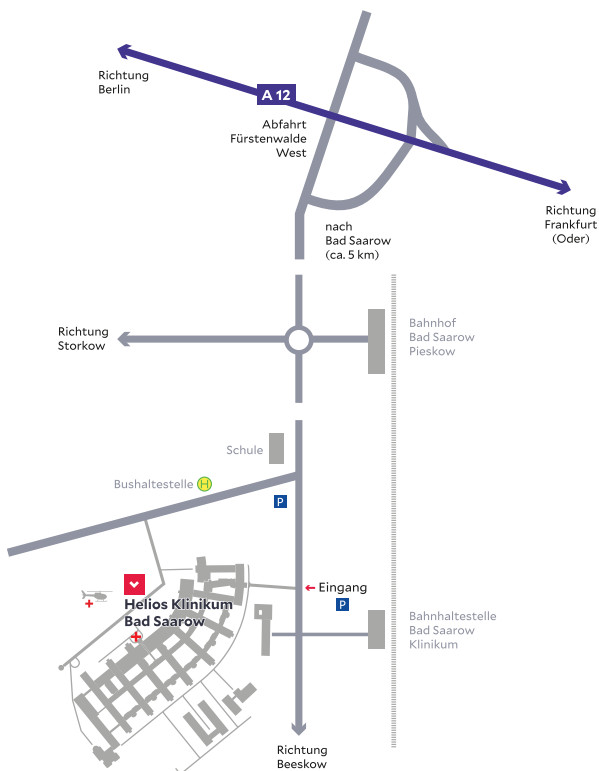 Richtung
Berlin
A 12
Abfahrt
Fürstenwalde
West
Richtung
Frankfurt
(Oder)
nach
Bad Saarow
(ca. 5 km)
Richtung
Storkow
Bahnhof
Bad Saarow
Pieskow
Schule
Bushaltestelle H
P
Eingang
P
Helios Klinikum
Bad Saarow
Bahnhaltestelle
Bad Saarow
Klinikum
Richtung
Beeskow